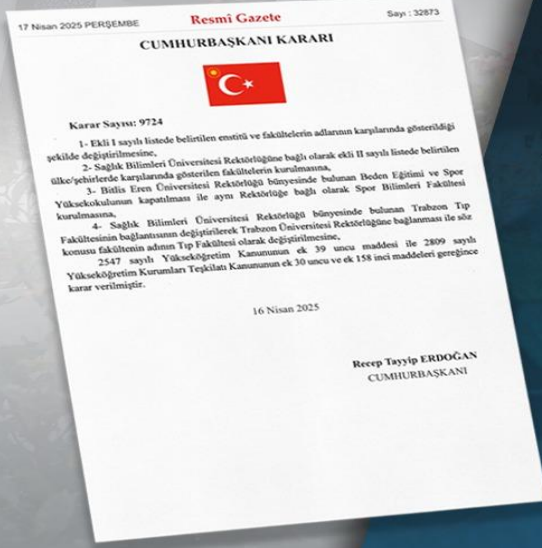 17 Nisan 2025 PERŞEMBE
Resmî Gazete
Sayı : 32873
CUMHURBAŞKANI KARARI
Karar Sayısı: 9724
1- Ekli I sayılı listede belirtilen enstitü ve fakültelerin adlarının karşılarında gösterildiği
şekilde değiştirilmesine,
2- Sağlık Bilimleri Üniversitesi Rektörlüğüne bağlı olarak ekli II sayılı listede belirtilen
ülke/şehirlerde karşılarında gösterilen fakültelerin kurulmasına,
3- Bitlis Eren Üniversitesi Rektörlüğü bünyesinde bulunan Beden Eğitimi ve Spor
Yüksekokulunun kapatılması ile aynı Rektörlüğe bağlı olarak Spor Bilimleri Fakültesi
kurulmasına,
4- Sağlık Bilimleri Üniversitesi Rektörlüğü bünyesinde bulunan Trabzon Tıp
Fakültesinin bağlantısının değiştirilerek Trabzon Üniversitesi Rektörlüğüne bağlanması ile söz
konusu fakültenin adının Tıp Fakültesi olarak değiştirilmesine,
2547 sayılı Yükseköğretim Kanununun ek 39 uncu maddesi ile 2809 sayılı
Yükseköğretim Kurumları Teşkilatı Kanununun ek 30 uncu ve ek 158 inci maddeleri gereğince
karar verilmiştir.
16 Nisan 2025
Recep Tayyip ERDOĞAN
CUMHURBAŞKANI